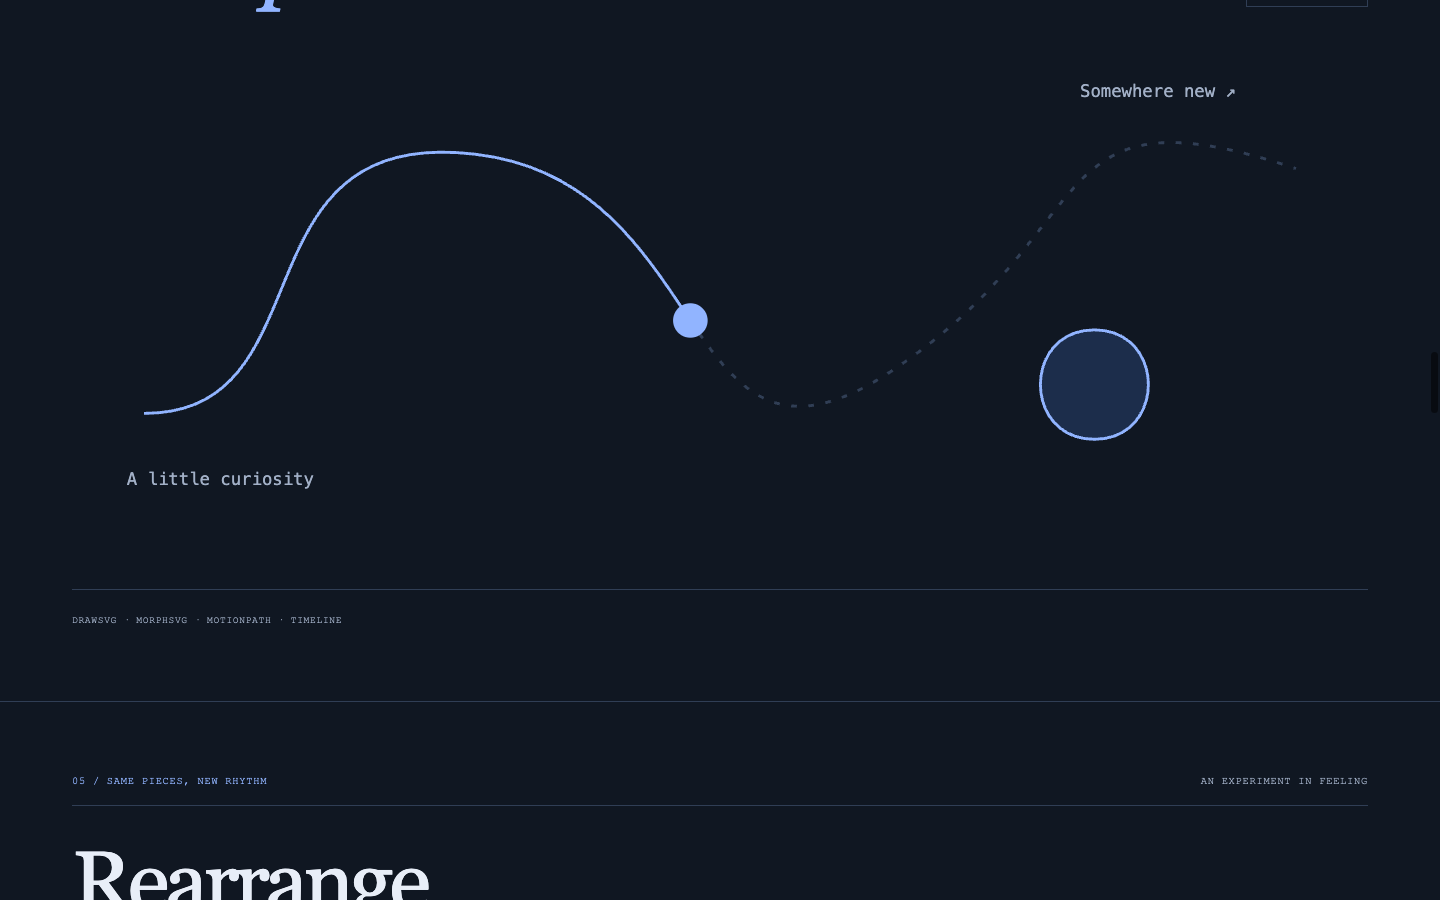 Somewhere new ↗
A little curiosity
DRAWSVG · MORPHSVG · MOTIONPATH · TIMELINE
05 / SAME PIECES, NEW RHYTHM
AN EXPERIMENT IN FEELING
Rearrange